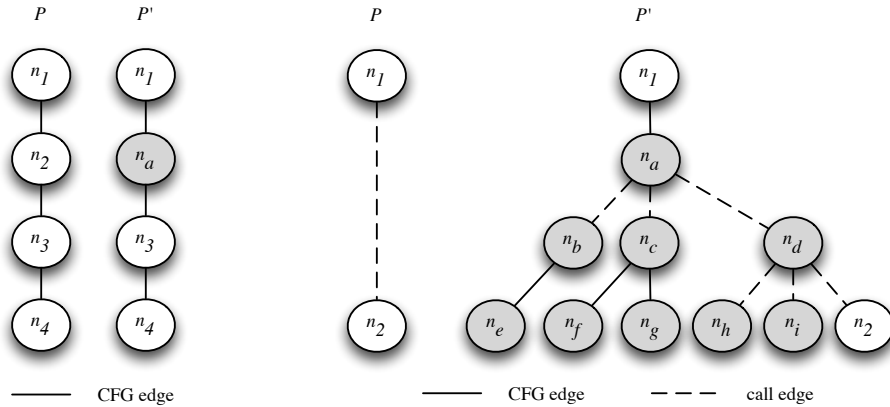 P P' P P'
n1 n1 n1 n1
n2 na na
n3 n3 nb nc nd
n4 n4 n2 ne nf ng nh ni n2
CFG edge CFG edge call edge